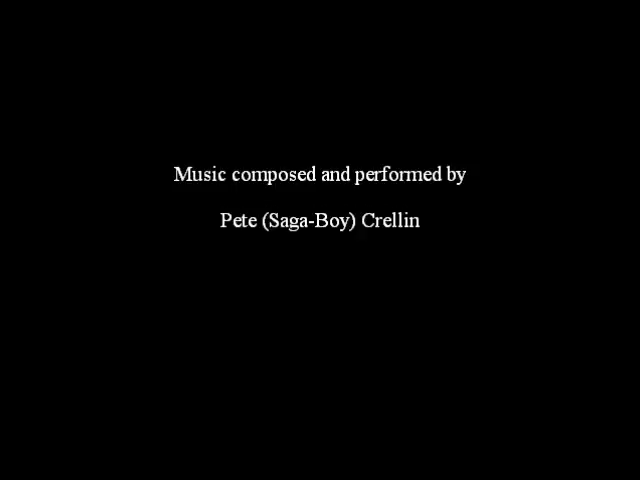 Music composed and performed by
Pete (Saga-Boy) Crellin